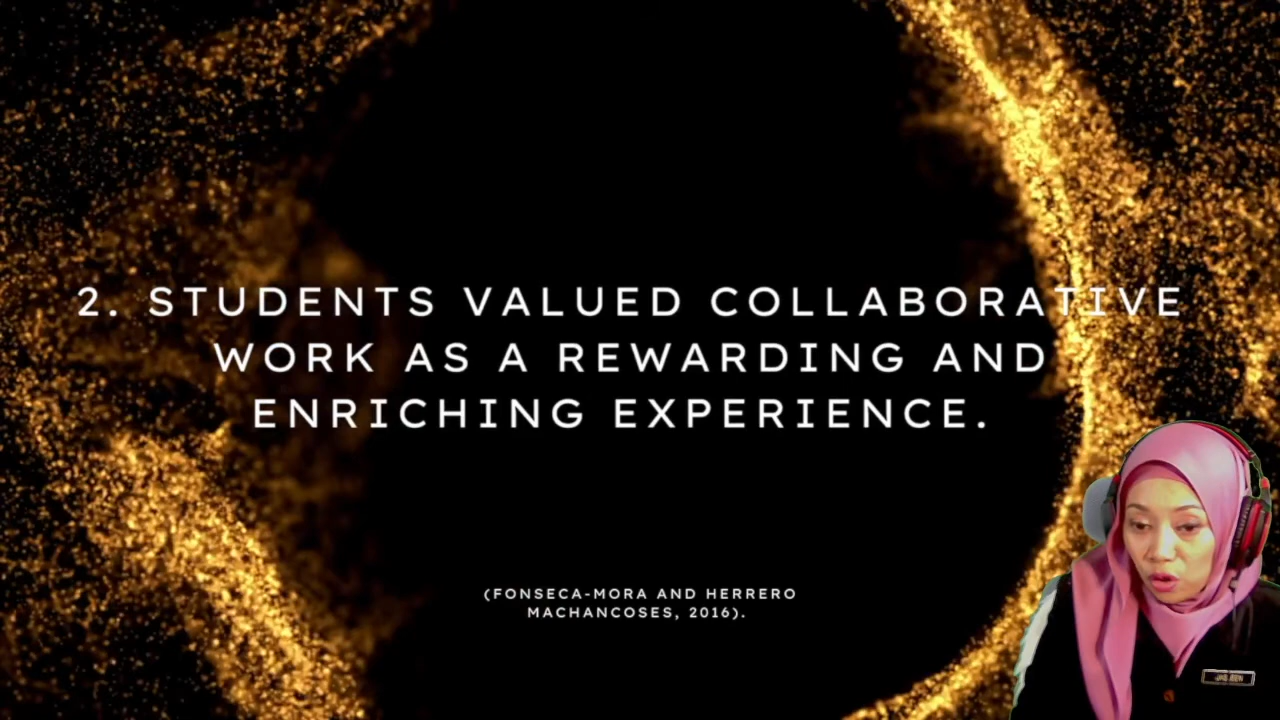 2. STUDENTS VALUED COLLABORATIVE
WORK AS A REWARDING AND
ENRICHING EXPERIENCE.
(FONSECA-MORA AND HERRERO
MACHANCOSES, 2016).